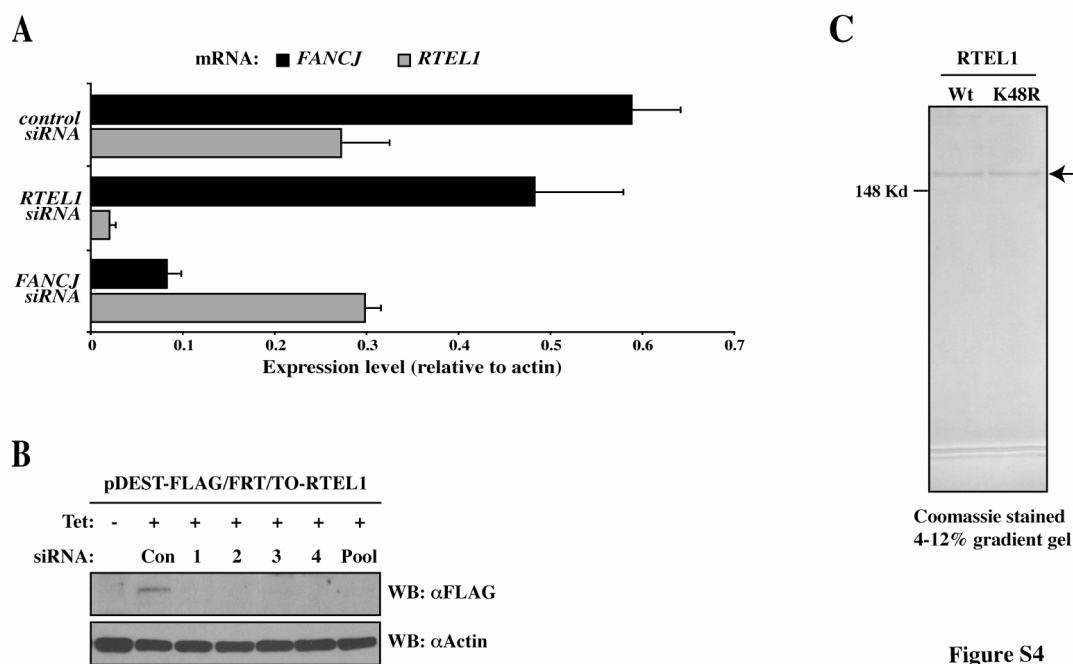 A
mRNA: FANCJ RTEL1
control
siRNA
RTEL1
siRNA
FANCJ
siRNA
0 0.1 0.2 0.3 0.4 0.5 0.6 0.7
Expression level (relative to actin)
B
pDEST-FLAG/FRT/TO-RTEL1
Tet: - + + + + + +
siRNA: Con 1 2 3 4 Pool
WB: αFLAG
WB: αActin
C
RTEL1
Wt K48R
148 Kd
Coomassie stained
4-12% gradient gel
Figure S4